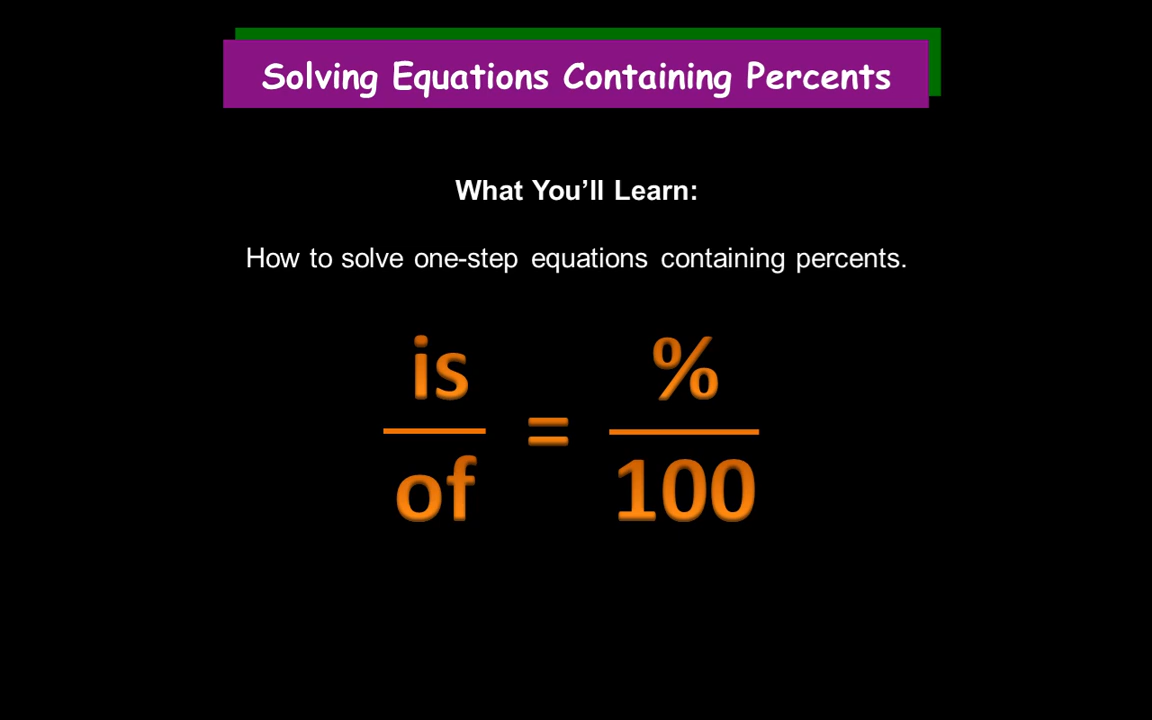 Solving Equations Containing Percents
What You’ll Learn:
How to solve one-step equations containing percents.
is
of
=
%
100